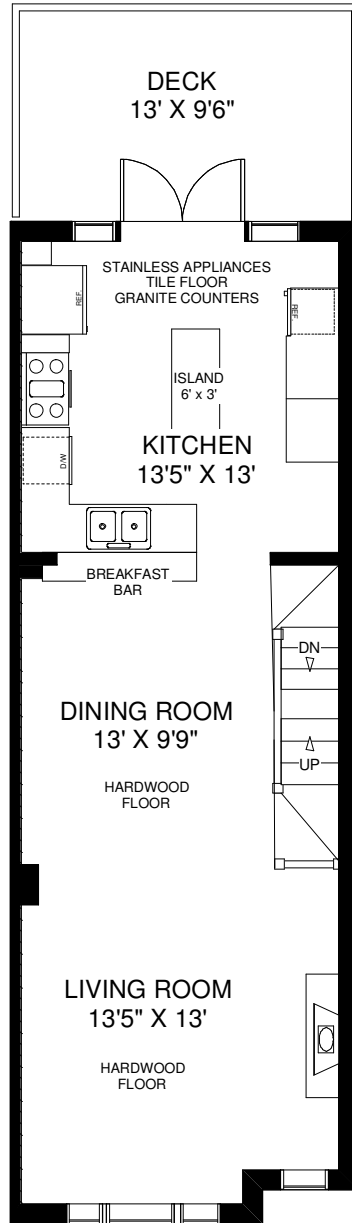 DECK
13' X 9'6"
STAINLESS APPLIANCES
TILE FLOOR
GRANITE COUNTERS
REF.
REF.
ISLAND
6' x 3'
KITCHEN
13'5" X 13'
D/W
BREAKFAST
BAR
DN
DINING ROOM
13' X 9'9"
UP
HARDWOOD
FLOOR
LIVING ROOM
13'5" X 13'
HARDWOOD
FLOOR